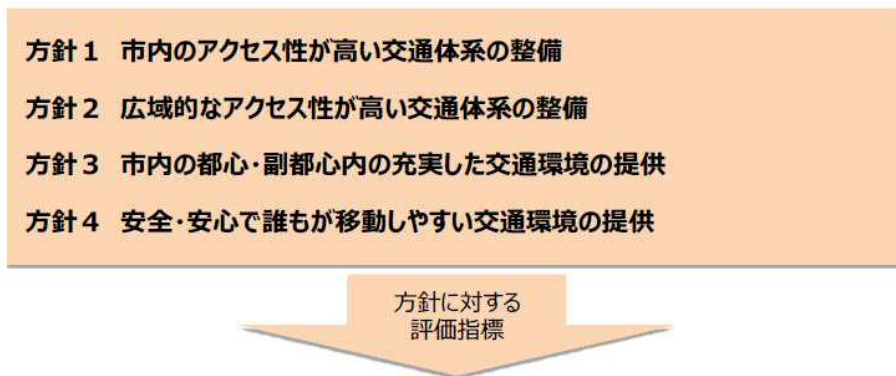 方針1 市内のアクセス性が高い交通体系の整備
方針2 広域的なアクセス性が高い交通体系の整備
方針3 市内の都心・副都心内の充実した交通環境の提供
方針4 安全・安心で誰もが移動しやすい交通環境の提供
方針に対する
評価指標